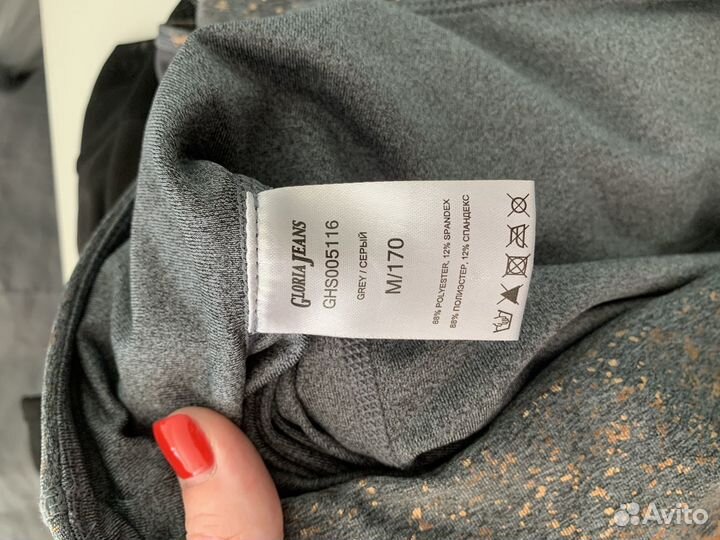 GLORIA JEANS
GHS005116
GREY / СЕРЫЙ
M/170
88% POLYESTER, 12% SPANDEX
88% ПОЛИЭСТЕР, 12% СПАНДЕКС
Avito